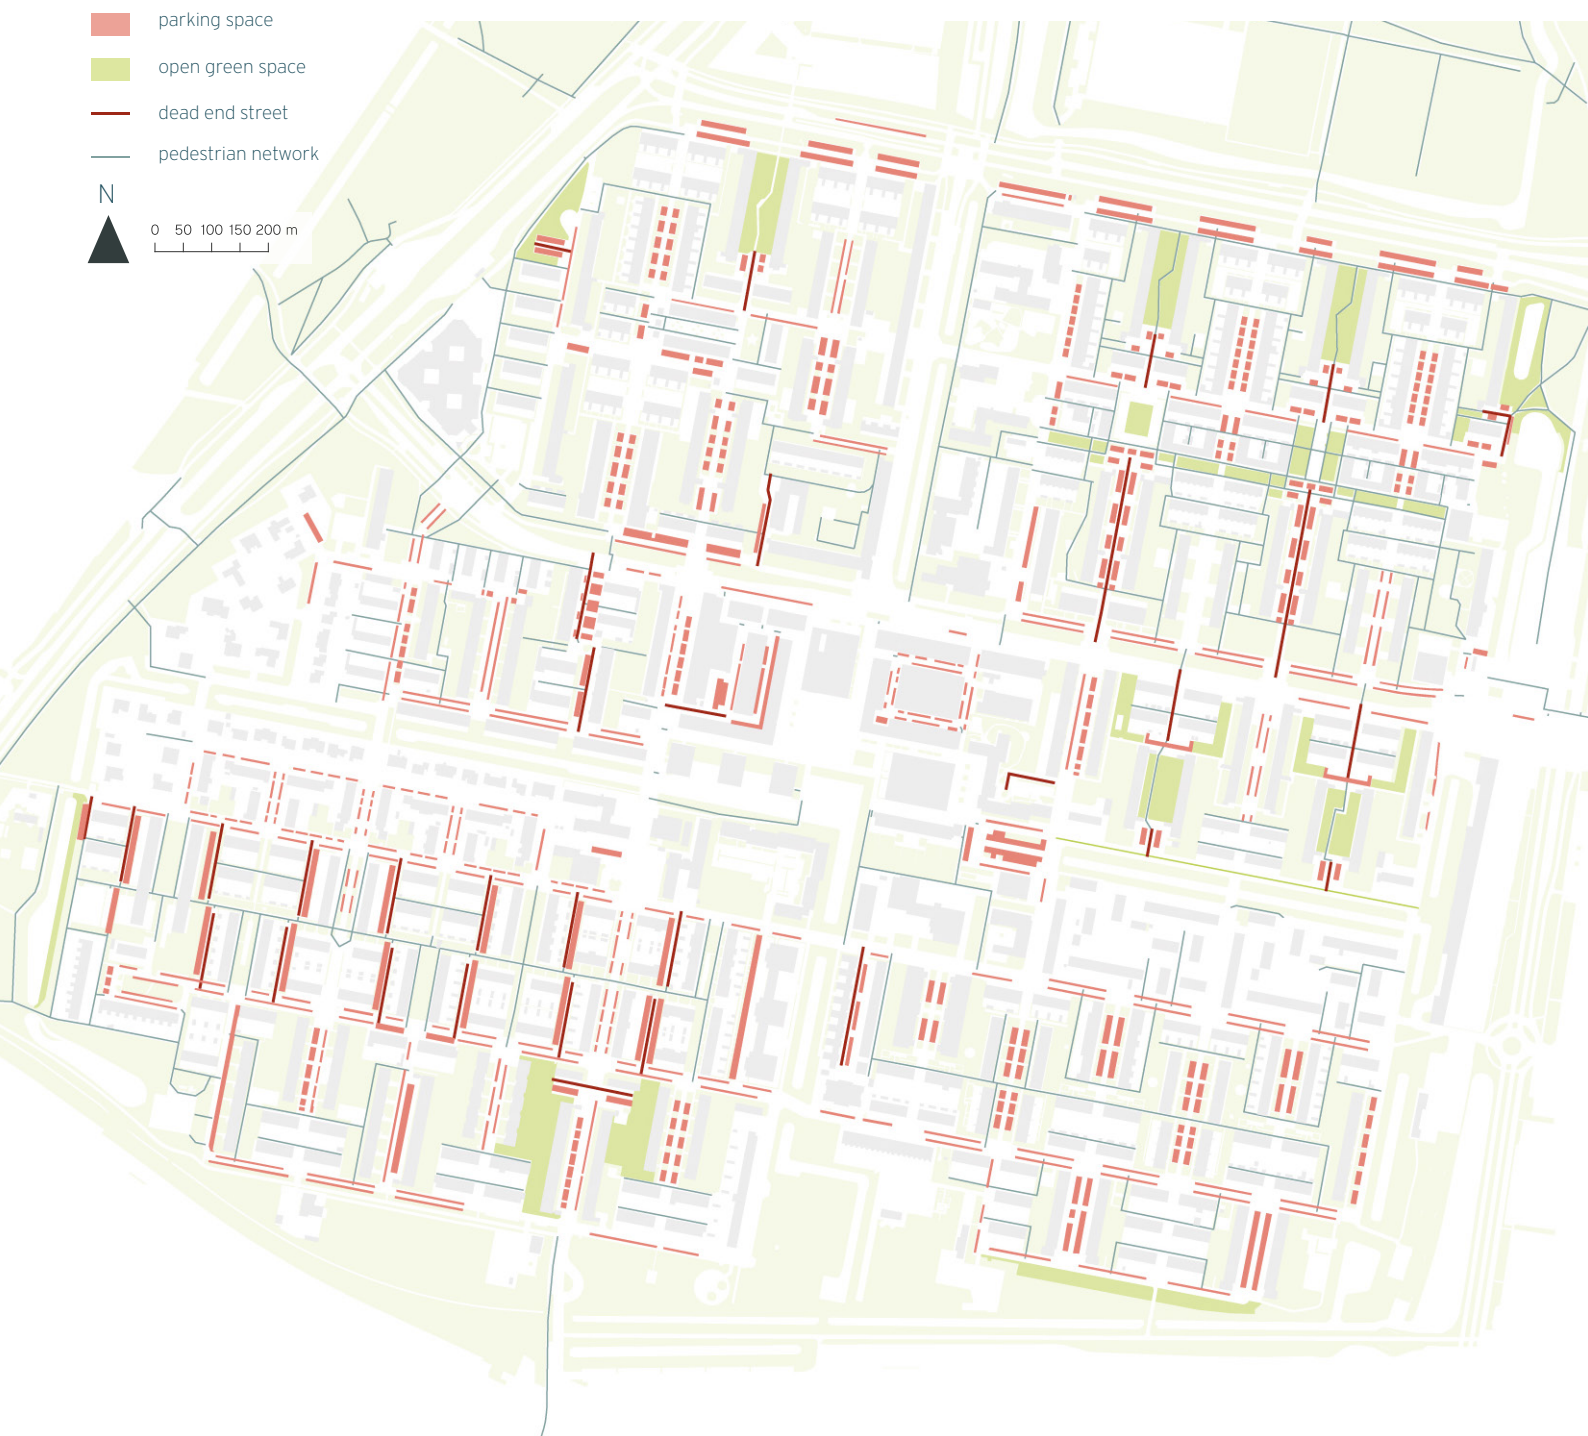 parking space
open green space
dead end street
pedestrian network
N
0 50 100 150 200 m